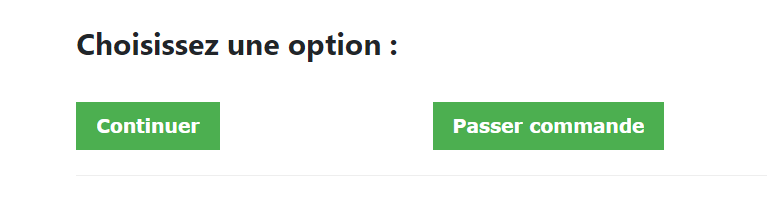 Choisissez une option :
Continuer
Passer commande